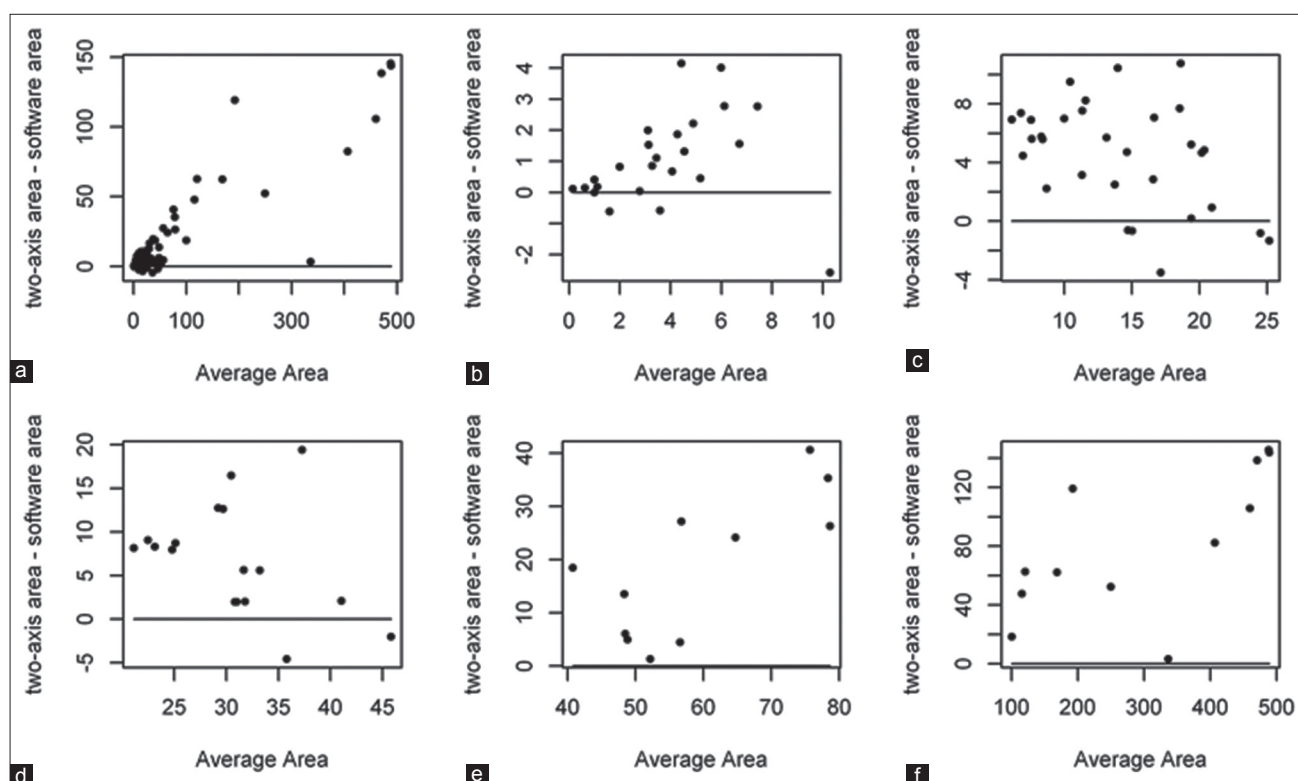 two-axis area - software area
150
100
50
0
0 100 300 500
Average Area
a
two-axis area - software area
4
3
2
1
0
-2
0 2 4 6 8 10
Average Area
b
two-axis area - software area
8
4
0
-4
10 15 20 25
Average Area
c
two-axis area - software area
20
15
10
5
0
-5
25 30 35 40 45
Average Area
d
two-axis area - software area
40
30
20
10
0
40 50 60 70 80
Average Area
e
two-axis area - software area
120
80
40
0
100 200 300 400 500
Average Area
f